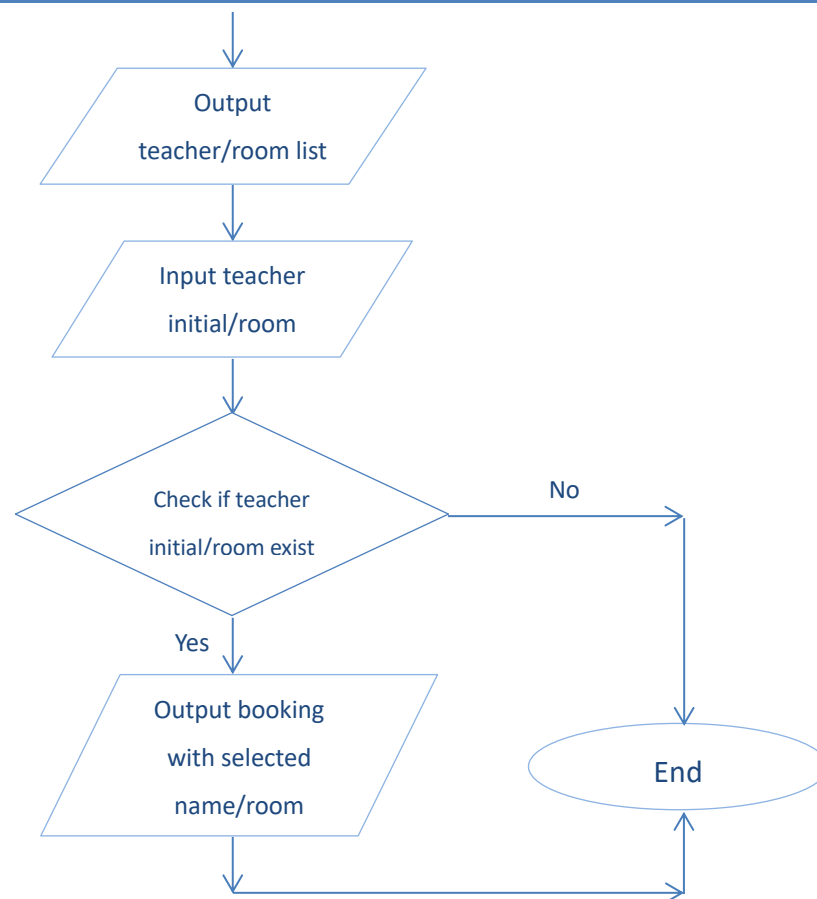 Output
teacher/room list
Input teacher
initial/room
Check if teacher
initial/room exist
No
Yes
Output booking
with selected
name/room
End